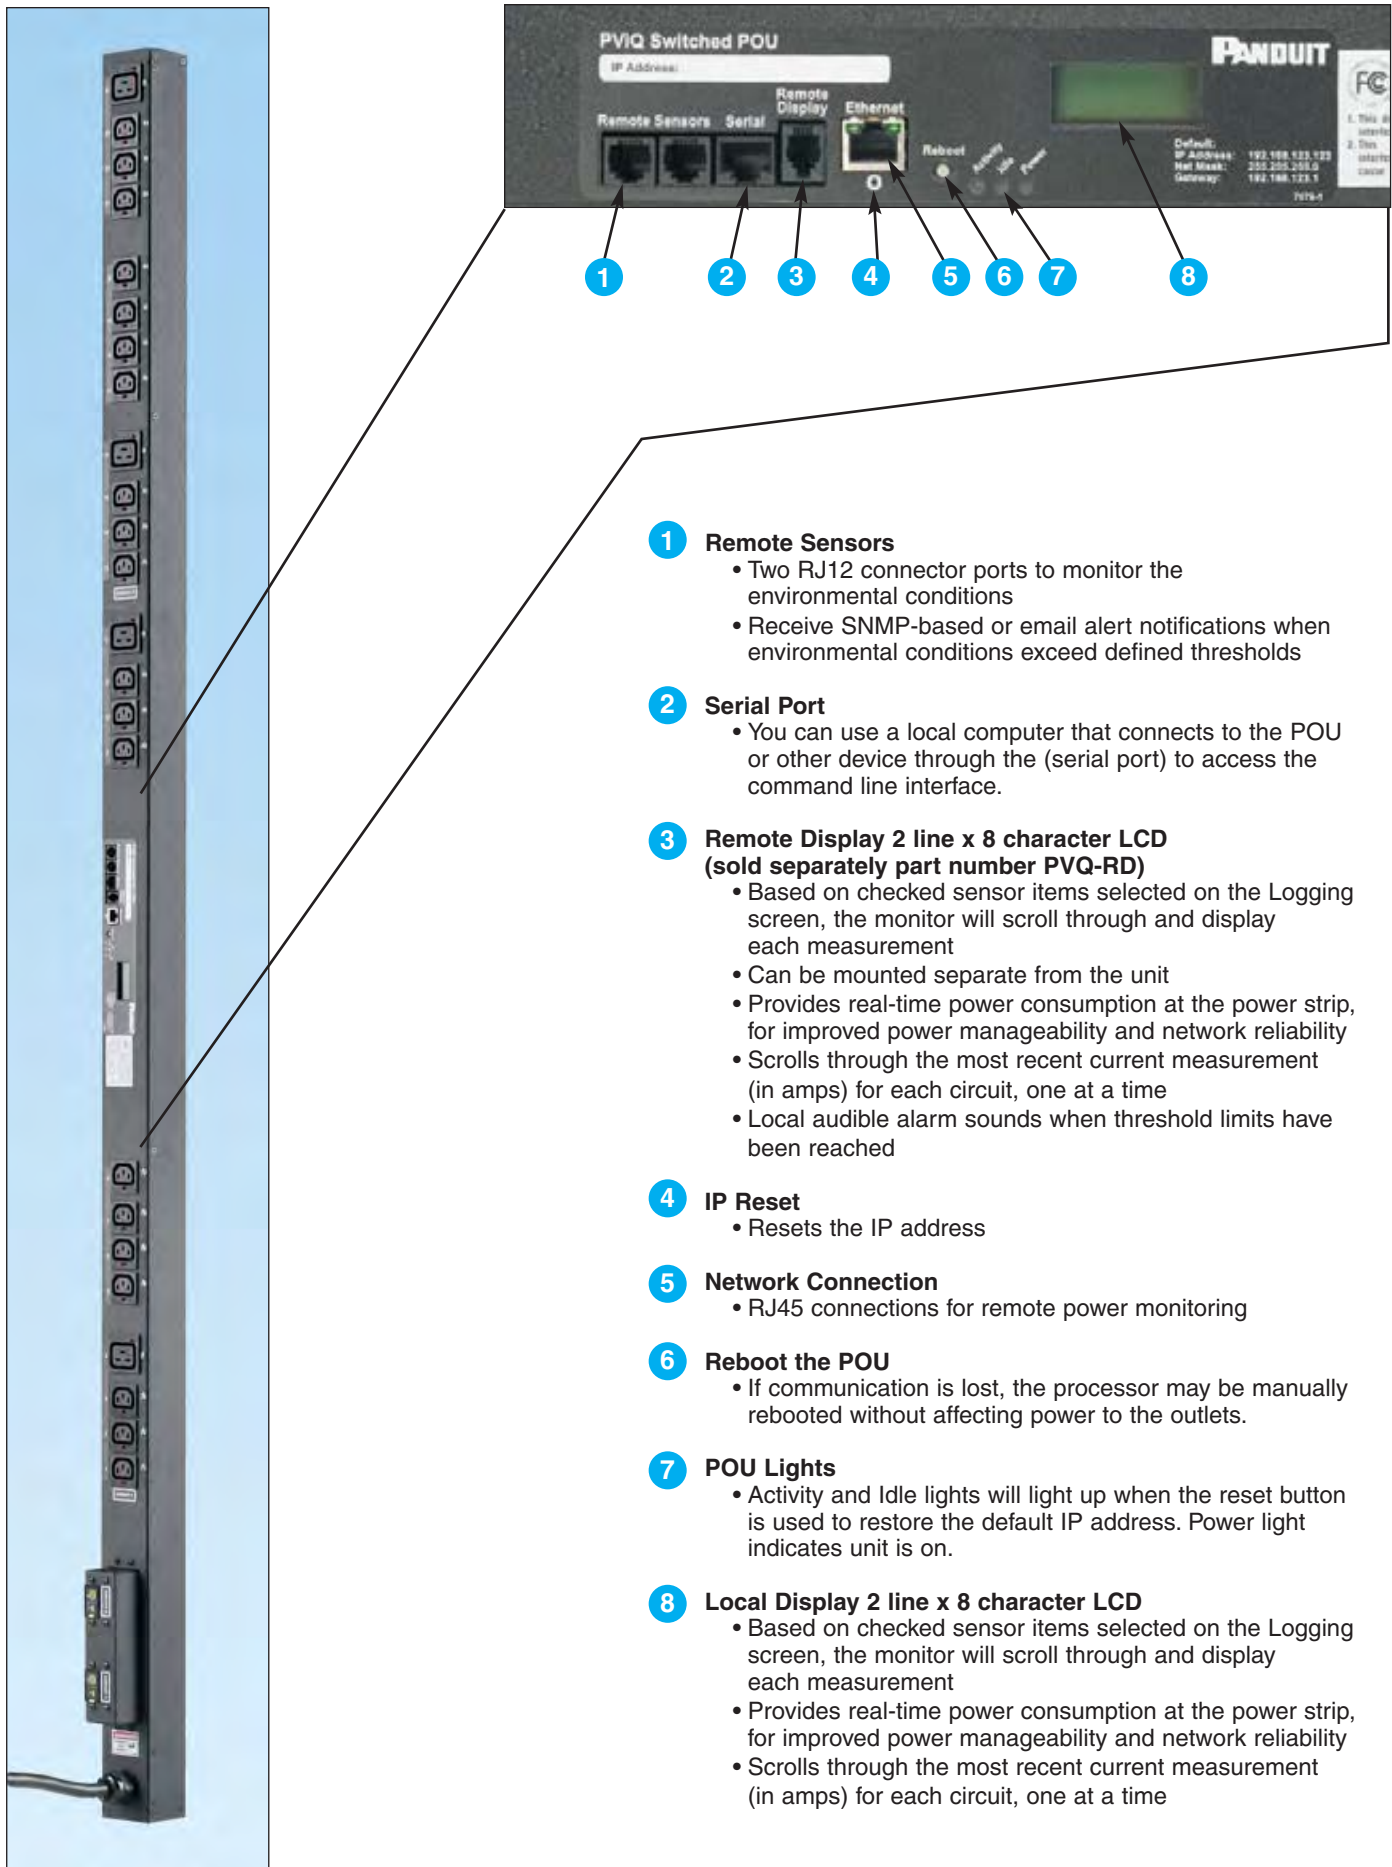 PViQ Switched POU
IP Address:
PANDUIT
FC
Remote Sensors
Serial
Remote
Display
Ethernet
Reboot
Activity
Idle
Power
Default:
IP Address: 192.168.123.123
Net Mask: 255.255.255.0
Gateway: 192.168.123.1
1 2 3 4 5 6 7 8
1 Remote Sensors
• Two RJ12 connector ports to monitor the
environmental conditions
• Receive SNMP-based or email alert notifications when
environmental conditions exceed defined thresholds
2 Serial Port
• You can use a local computer that connects to the POU
or other device through the (serial port) to access the
command line interface.
3 Remote Display 2 line x 8 character LCD
(sold separately part number PVQ-RD)
• Based on checked sensor items selected on the Logging
screen, the monitor will scroll through and display
each measurement
• Can be mounted separate from the unit
• Provides real-time power consumption at the power strip,
for improved power manageability and network reliability
• Scrolls through the most recent current measurement
(in amps) for each circuit, one at a time
• Local audible alarm sounds when threshold limits have
been reached
4 IP Reset
• Resets the IP address
5 Network Connection
• RJ45 connections for remote power monitoring
6 Reboot the POU
• If communication is lost, the processor may be manually
rebooted without affecting power to the outlets.
7 POU Lights
• Activity and Idle lights will light up when the reset button
is used to restore the default IP address. Power light
indicates unit is on.
8 Local Display 2 line x 8 character LCD
• Based on checked sensor items selected on the Logging
screen, the monitor will scroll through and display
each measurement
• Provides real-time power consumption at the power strip,
for improved power manageability and network reliability
• Scrolls through the most recent current measurement
(in amps) for each circuit, one at a time